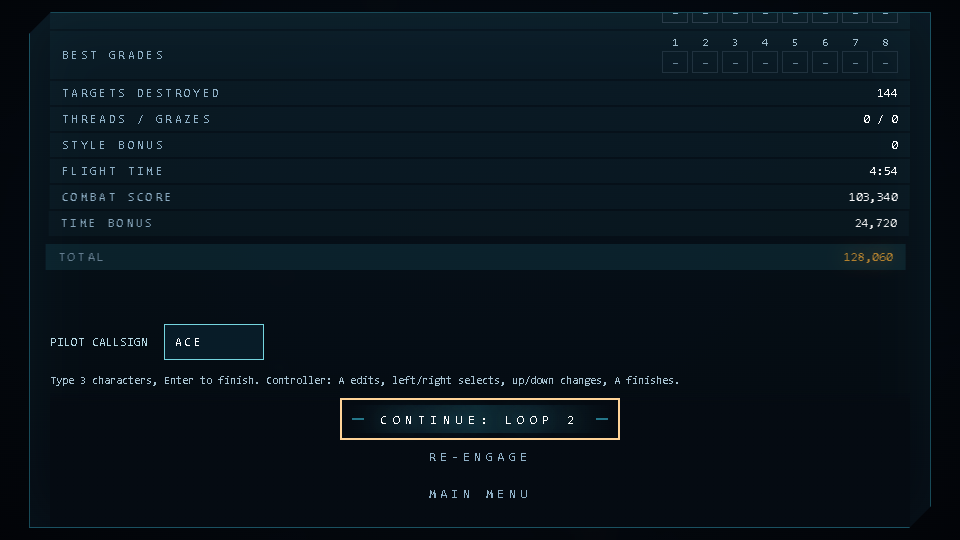 – – – – – – – –
1 2 3 4 5 6 7 8
BEST GRADES
– – – – – – – –
TARGETS DESTROYED 144
THREADS / GRAZES 0 / 0
STYLE BONUS 0
FLIGHT TIME 4:54
COMBAT SCORE 103,340
TIME BONUS 24,720
TOTAL 128,060
PILOT CALLSIGN ACE
Type 3 characters, Enter to finish. Controller: A edits, left/right selects, up/down changes, A finishes.
— CONTINUE: LOOP 2 —
RE-ENGAGE
MAIN MENU